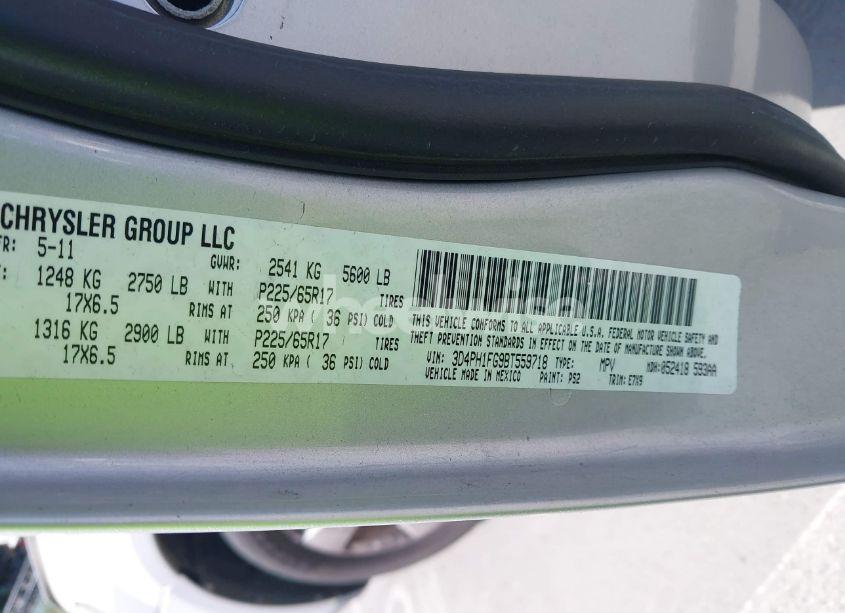 CHRYSLER GROUP LLC
FR: 5-11 GVWR: 2541 KG 5600 LB
: 1248 KG 2750 LB WITH P225/65R17 TIRES
17X6.5 RIMS AT 250 KPA ( 36 PSI) COLD
1316 KG 2900 LB WITH P225/65R17 TIRES
17X6.5 RIMS AT 250 KPA ( 36 PSI) COLD
THIS VEHICLE CONFORMS TO ALL APPLICABLE U.S.A. FEDERAL MOTOR VEHICLE SAFETY AND
THEFT PREVENTION STANDARDS IN EFFECT ON THE DATE OF MANUFACTURE SHOWN ABOVE.
VIN: 3D4PH1FG9BT559718 TYPE: MPV MDH: 052418 593AA
VEHICLE MADE IN MEXICO PAINT: PS2 TRIM: E7X9